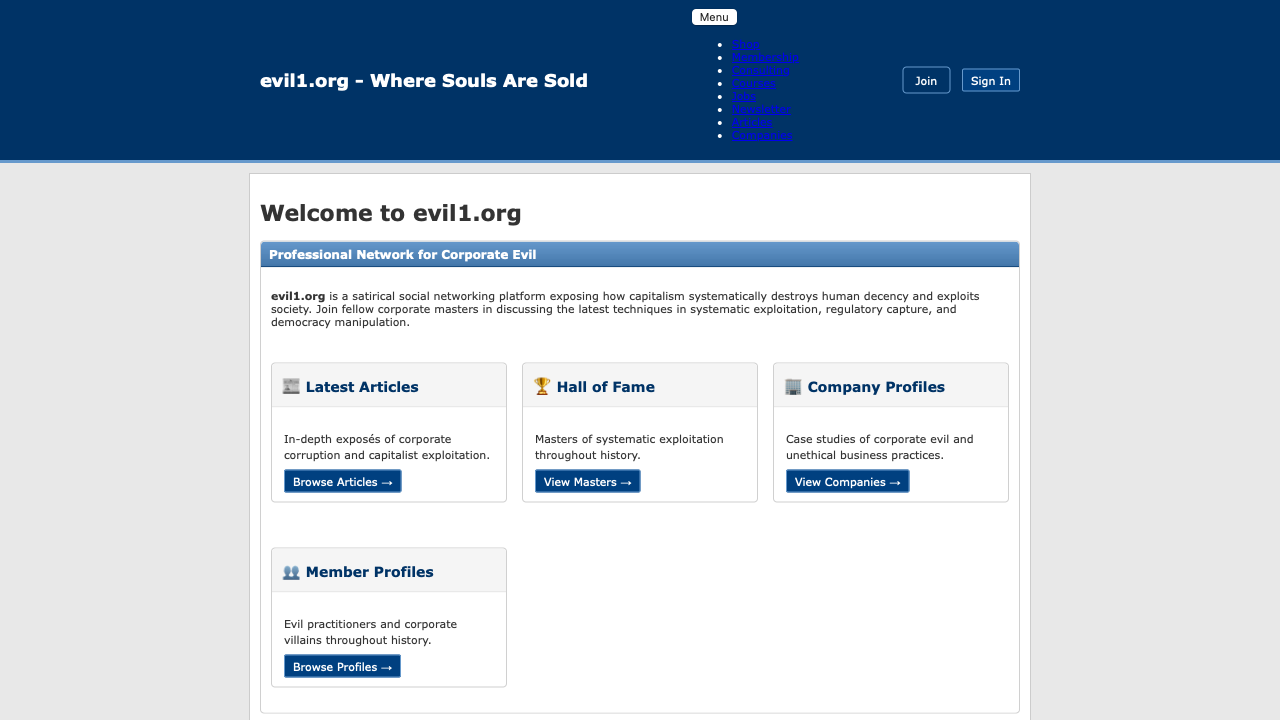 Menu
Shop
Membership
Consulting
Courses
Jobs
Newsletter
Articles
Companies
evil1.org - Where Souls Are Sold
Join
Sign In
Welcome to evil1.org
Professional Network for Corporate Evil
evil1.org is a satirical social networking platform exposing how capitalism systematically destroys human decency and exploits
society. Join fellow corporate masters in discussing the latest techniques in systematic exploitation, regulatory capture, and
democracy manipulation.
Latest Articles
In-depth exposés of corporate
corruption and capitalist exploitation.
Browse Articles →
Hall of Fame
Masters of systematic exploitation
throughout history.
View Masters →
Company Profiles
Case studies of corporate evil and
unethical business practices.
View Companies →
Member Profiles
Evil practitioners and corporate
villains throughout history.
Browse Profiles →